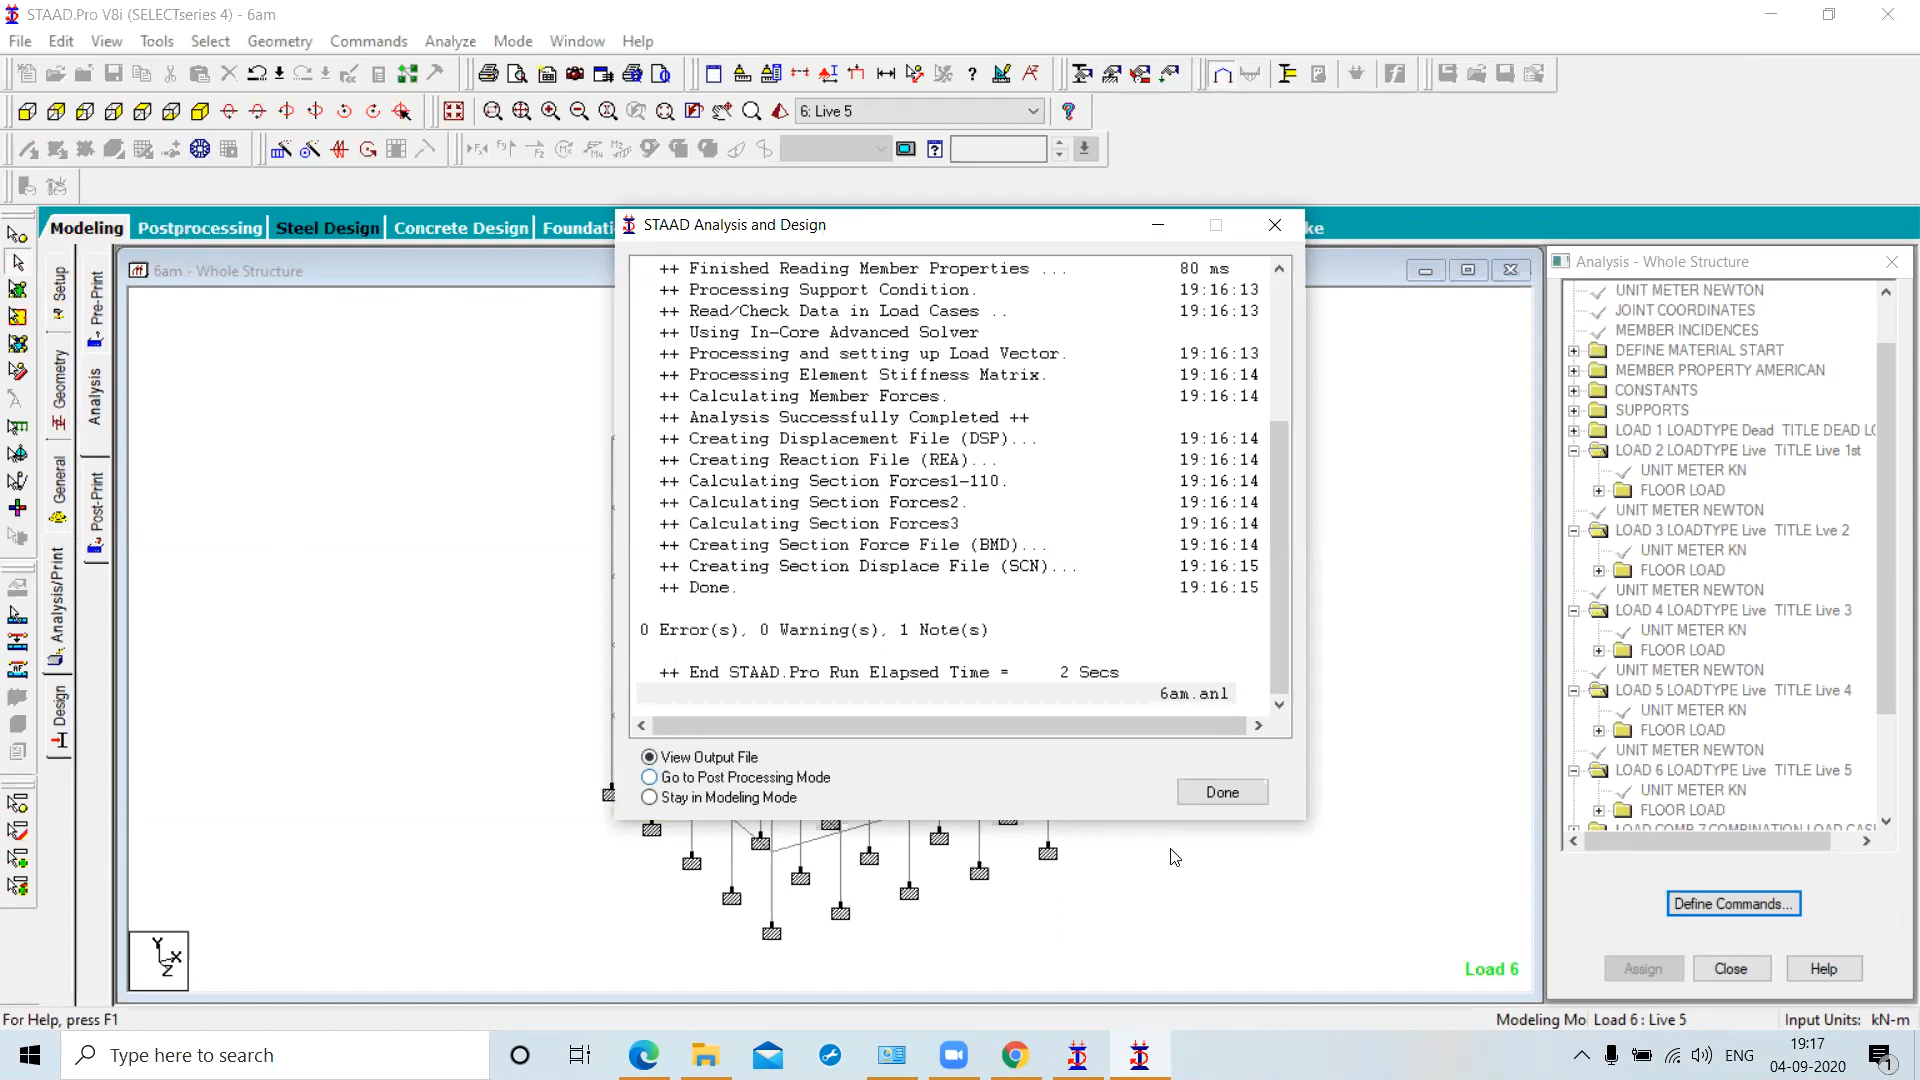 STAAD.Pro V8i (SELECTseries 4) - 6am
File Edit View Tools Select Geometry Commands Analyze Mode Window Help
6: Live 5
Modeling Postprocessing Steel Design Concrete Design Foundati
ke
6am - Whole Structure
Setup
Geometry
General
Analysis/Print
Design
Pre-Print
Analysis
Post-Print
STAAD Analysis and Design
++ Finished Reading Member Properties ... 80 ms
++ Processing Support Condition. 19:16:13
++ Read/Check Data in Load Cases .. 19:16:13
++ Using In-Core Advanced Solver
++ Processing and setting up Load Vector. 19:16:13
++ Processing Element Stiffness Matrix. 19:16:14
++ Calculating Member Forces. 19:16:14
++ Analysis Successfully Completed ++
++ Creating Displacement File (DSP)... 19:16:14
++ Creating Reaction File (REA)... 19:16:14
++ Calculating Section Forces1-110. 19:16:14
++ Calculating Section Forces2. 19:16:14
++ Calculating Section Forces3 19:16:14
++ Creating Section Force File (BMD)... 19:16:14
++ Creating Section Displace File (SCN)... 19:16:15
++ Done. 19:16:15
0 Error(s), 0 Warning(s), 1 Note(s)
++ End STAAD.Pro Run Elapsed Time = 2 Secs
6am.anl
View Output File
Go to Post Processing Mode
Stay in Modeling Mode
Done
Y
X
Z
Load 6
Analysis - Whole Structure
UNIT METER NEWTON
JOINT COORDINATES
MEMBER INCIDENCES
DEFINE MATERIAL START
MEMBER PROPERTY AMERICAN
CONSTANTS
SUPPORTS
LOAD 1 LOADTYPE Dead TITLE DEAD LO
LOAD 2 LOADTYPE Live TITLE Live 1st
UNIT METER KN
FLOOR LOAD
UNIT METER NEWTON
LOAD 3 LOADTYPE Live TITLE Lve 2
UNIT METER KN
FLOOR LOAD
UNIT METER NEWTON
LOAD 4 LOADTYPE Live TITLE Live 3
UNIT METER KN
FLOOR LOAD
UNIT METER NEWTON
LOAD 5 LOADTYPE Live TITLE Live 4
UNIT METER KN
FLOOR LOAD
UNIT METER NEWTON
LOAD 6 LOADTYPE Live TITLE Live 5
UNIT METER KN
FLOOR LOAD
LOAD COMB 7 COMBINATION LOAD CAS
Define Commands...
Assign Close Help
For Help, press F1
Modeling Mo Load 6 : Live 5 Input Units: kN-m
Type here to search
ENG
19:17
04-09-2020
1